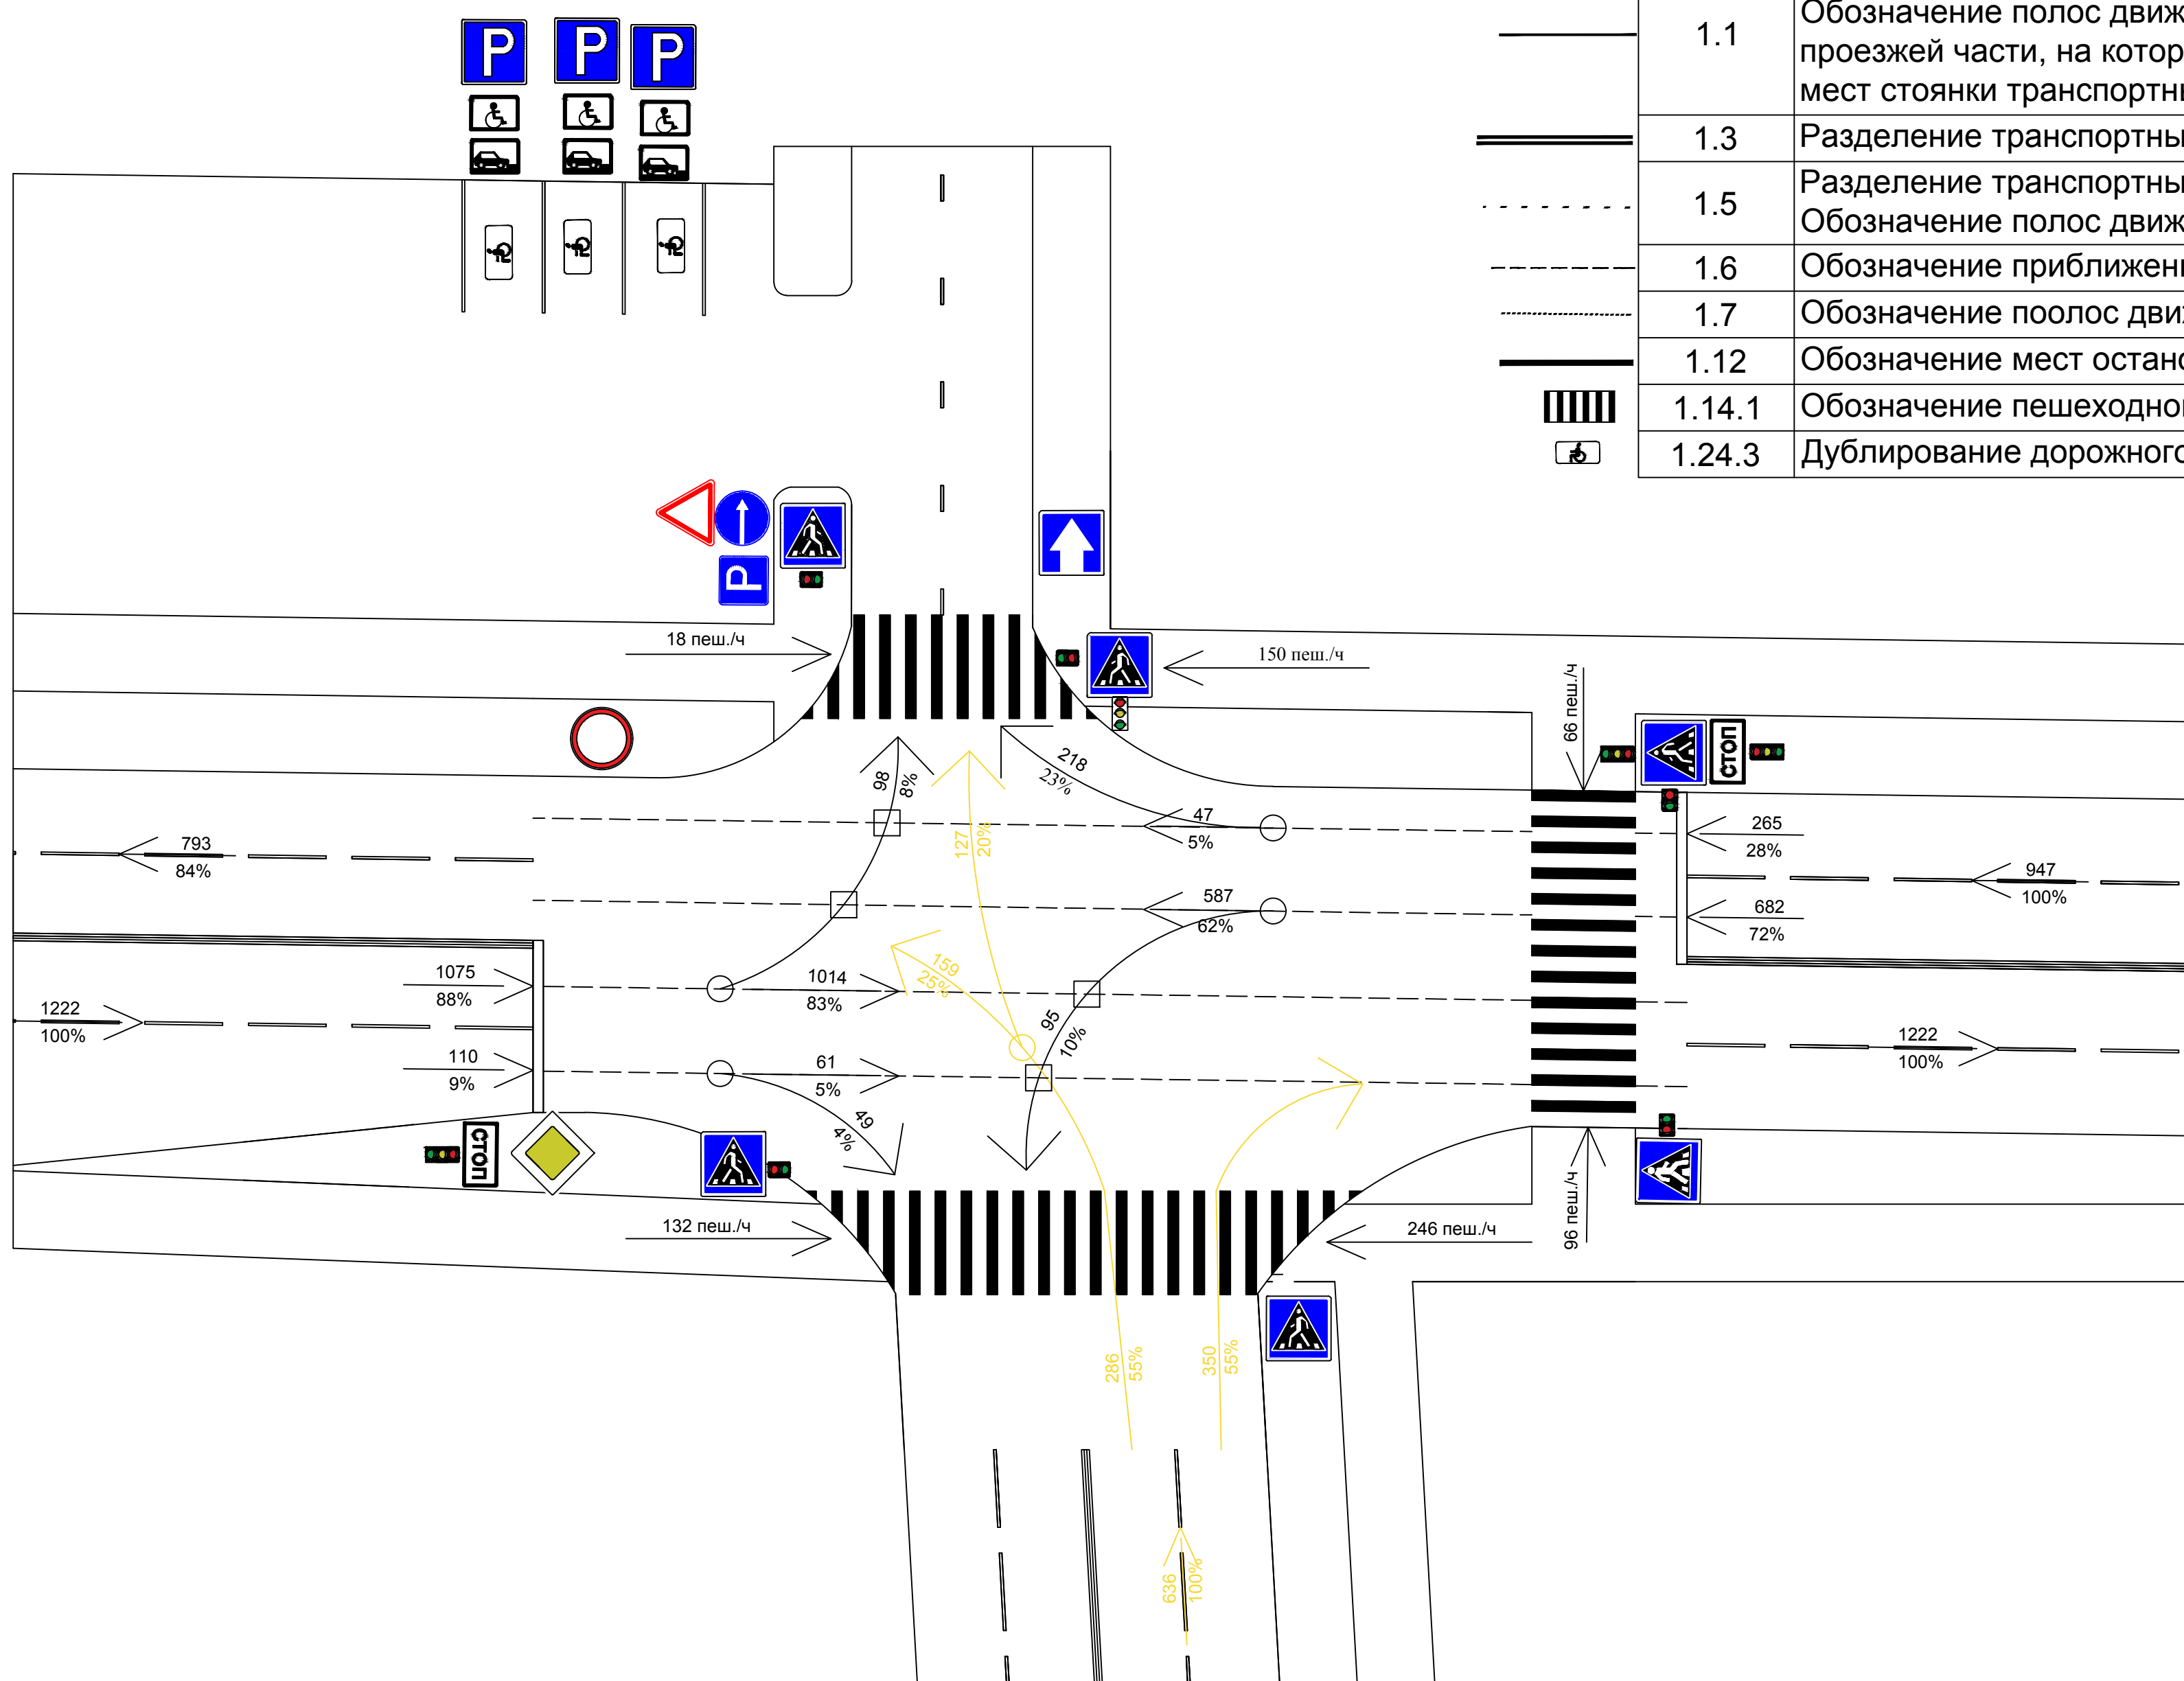 P
P
P
1.1
Обозначение полос движ
проезжей части, на котор
мест стоянки транспортн
1.3
Разделение транспортны
1.5
Разделение транспортны
Обозначение полос движ
1.6
Обозначение приближен
1.7
Обозначение поолос дви
1.12
Обозначение мест остан
1.14.1
Обозначение пешеходно
1.24.3
Дублирование дорожного
P
18 пеш./ч
150 пеш./ч
66 пеш./ч
СТОП
218
23%
98
8%
127
20%
47
5%
265
28%
793
84%
587
62%
947
100%
682
72%
159
25%
1075
88%
1014
83%
1222
100%
95
10%
110
9%
61
5%
1222
100%
49
4%
СТОП
132 пеш./ч
246 пеш./ч
96 пеш./ч
286
55%
350
55%
636
100%